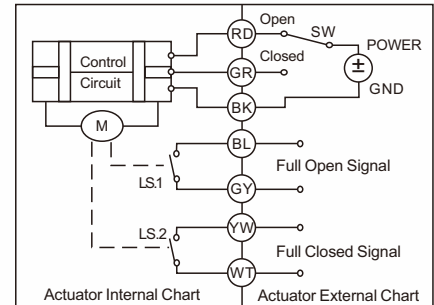 Open
RD
SW
POWER
Control
Closed
GR
±
Circuit
GND
BK
M
BL
Full Open Signal
LS.1
GY
YW
LS.2
Full Closed Signal
WT
Actuator Internal Chart
Actuator External Chart